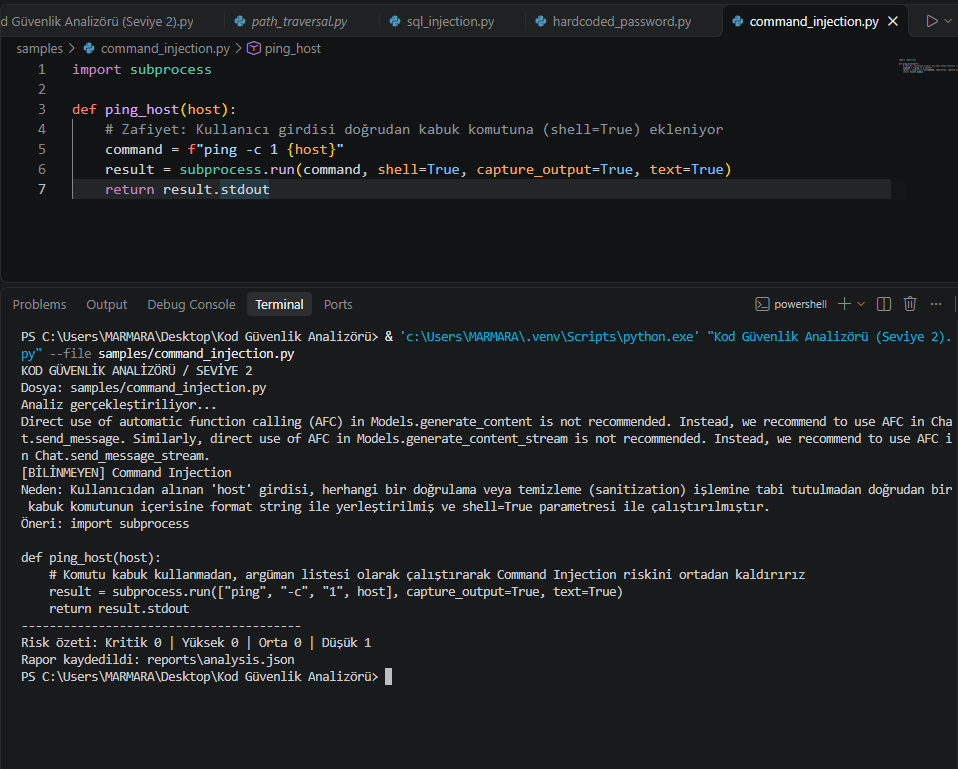 d Güvenlik Analizörü (Seviye 2).py path_traversal.py sql_injection.py hardcoded_password.py command_injection.py
samples > command_injection.py > ping_host
1 import subprocess
2
3 def ping_host(host):
4 # Zafiyet: Kullanıcı girdisi doğrudan kabuk komutuna (shell=True) ekleniyor
5 command = f"ping -c 1 {host}"
6 result = subprocess.run(command, shell=True, capture_output=True, text=True)
7 return result.stdout
Problems Output Debug Console Terminal Ports powershell
PS C:\Users\MARMARA\Desktop\Kod Güvenlik Analizörü> & 'c:\Users\MARMARA\.venv\Scripts\python.exe' "Kod Güvenlik Analizörü (Seviye 2).
py" --file samples/command_injection.py
KOD GÜVENLİK ANALİZÖRÜ / SEVİYE 2
Dosya: samples/command_injection.py
Analiz gerçekleştiriliyor...
Direct use of automatic function calling (AFC) in Models.generate_content is not recommended. Instead, we recommend to use AFC in Cha
t.send_message. Similarly, direct use of AFC in Models.generate_content_stream is not recommended. Instead, we recommend to use AFC i
n Chat.send_message_stream.
[BİLİNMEYEN] Command Injection
Neden: Kullanıcıdan alınan 'host' girdisi, herhangi bir doğrulama veya temizleme (sanitization) işlemine tabi tutulmadan doğrudan bir
kabuk komutunun içerisine format string ile yerleştirilmiş ve shell=True parametresi ile çalıştırılmıştır.
Öneri: import subprocess
def ping_host(host):
# Komutu kabuk kullanmadan, argüman listesi olarak çalıştırarak Command Injection riskini ortadan kaldırırız
result = subprocess.run(["ping", "-c", "1", host], capture_output=True, text=True)
return result.stdout
----------------------------------------
Risk özeti: Kritik 0 | Yüksek 0 | Orta 0 | Düşük 1
Rapor kaydedildi: reports\analysis.json
PS C:\Users\MARMARA\Desktop\Kod Güvenlik Analizörü>